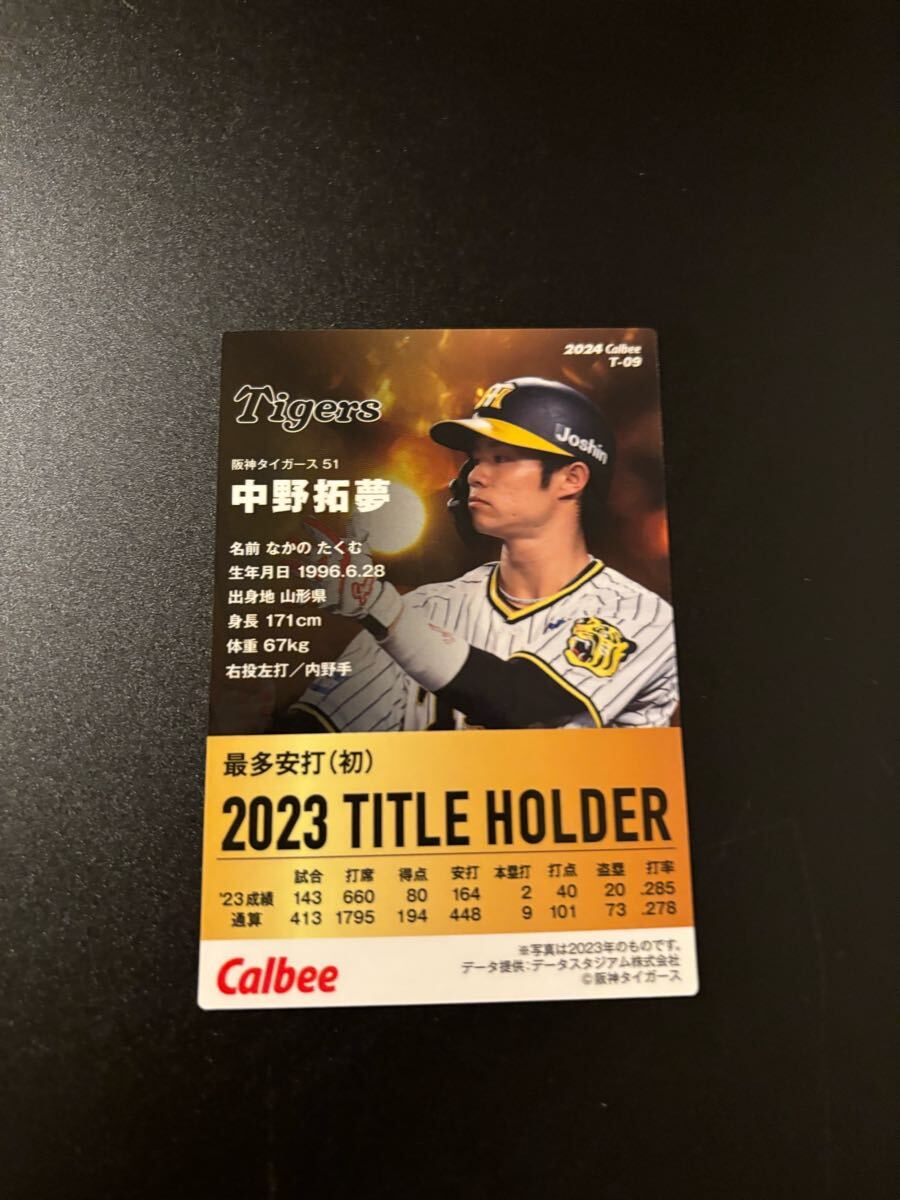 2024 Calbee
T-09
Tigers
Joshin
阪神タイガース 51
中野拓夢
名前 なかの たくむ
生年月日 1996.6.28
出身地 山形県
身長 171cm
体重 67kg
右投左打／内野手
最多安打(初)
2023 TITLE HOLDER
試合 打席 得点 安打 本塁打 打点 盗塁 打率
'23成績 143 660 80 164 2 40 20 .285
通算 413 1795 194 448 9 101 73 .278
※写真は2023年のものです。
データ提供：データスタジアム株式会社
©阪神タイガース
Calbee